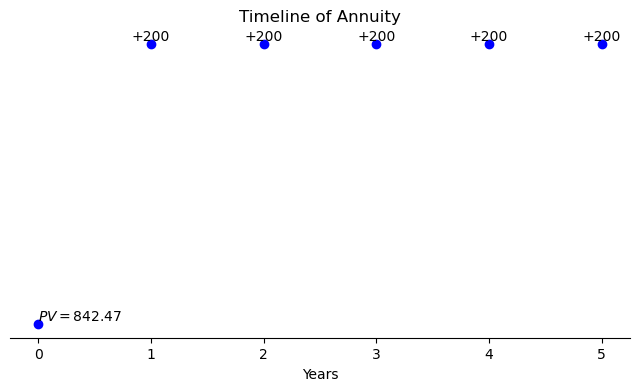 Timeline of Annuity
+200 +200 +200 +200 +200
PV = 842.47
0 1 2 3 4 5
Years